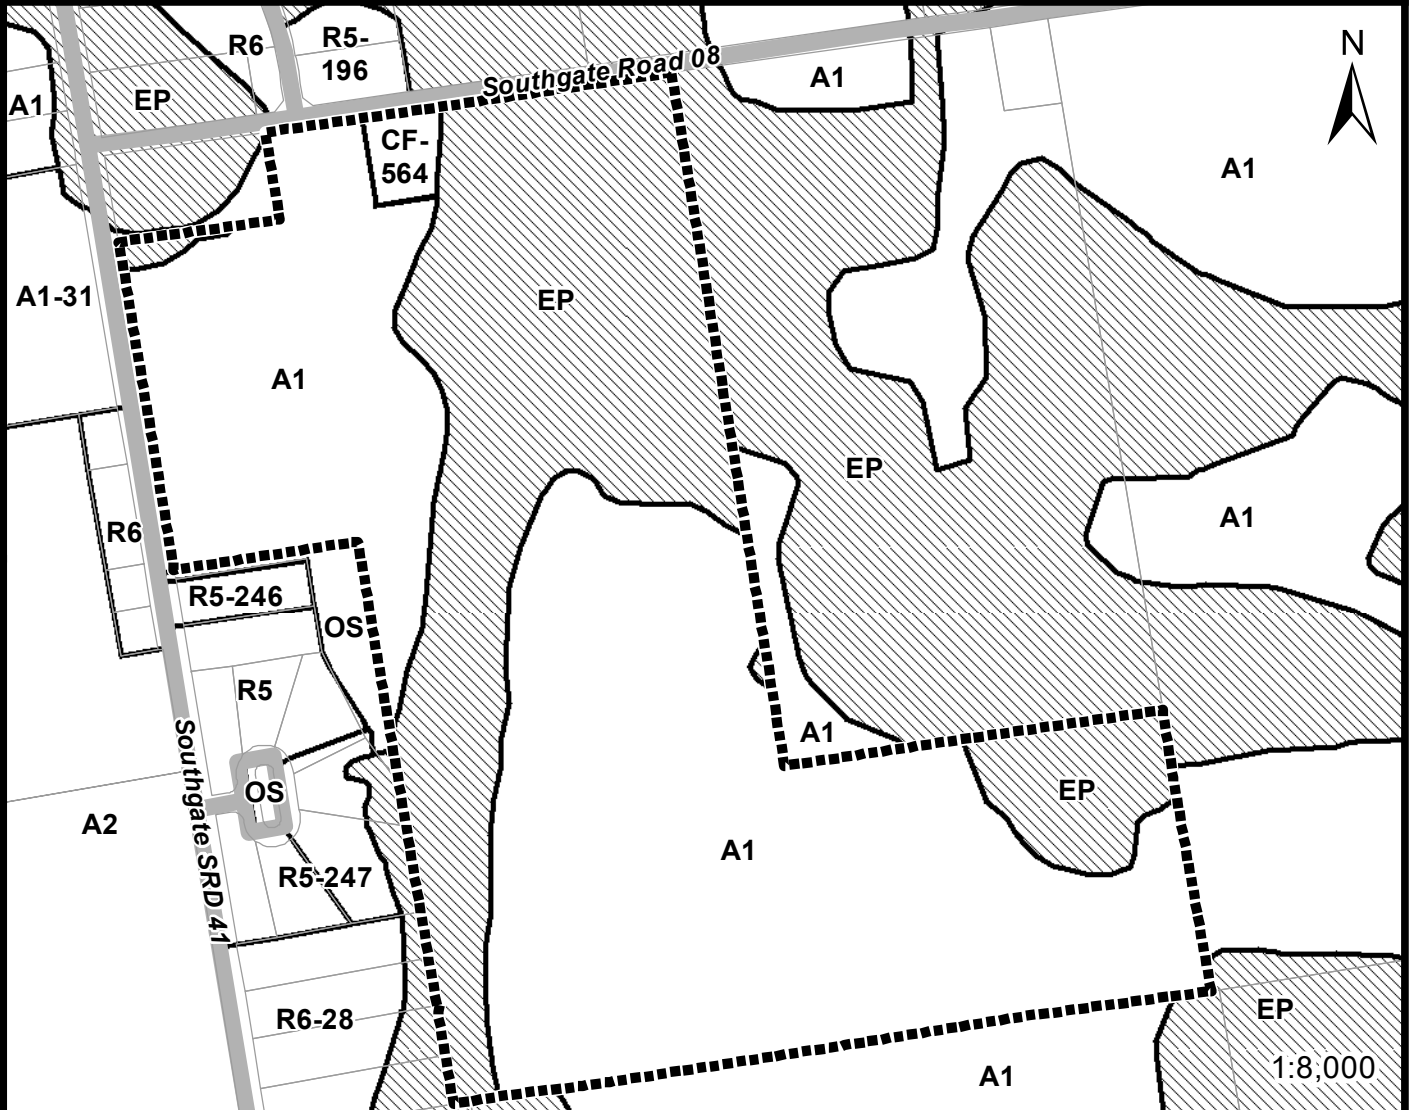 N
R6
R5-
196
Southgate Road 08
A1
A1
EP
CF-
564
A1
A1-31
EP
A1
EP
A1
R6
R5-246
OS
R5
A1
Southgate SRD 41
OS
EP
A2
A1
R5-247
R6-28
EP
A1
1:8,000